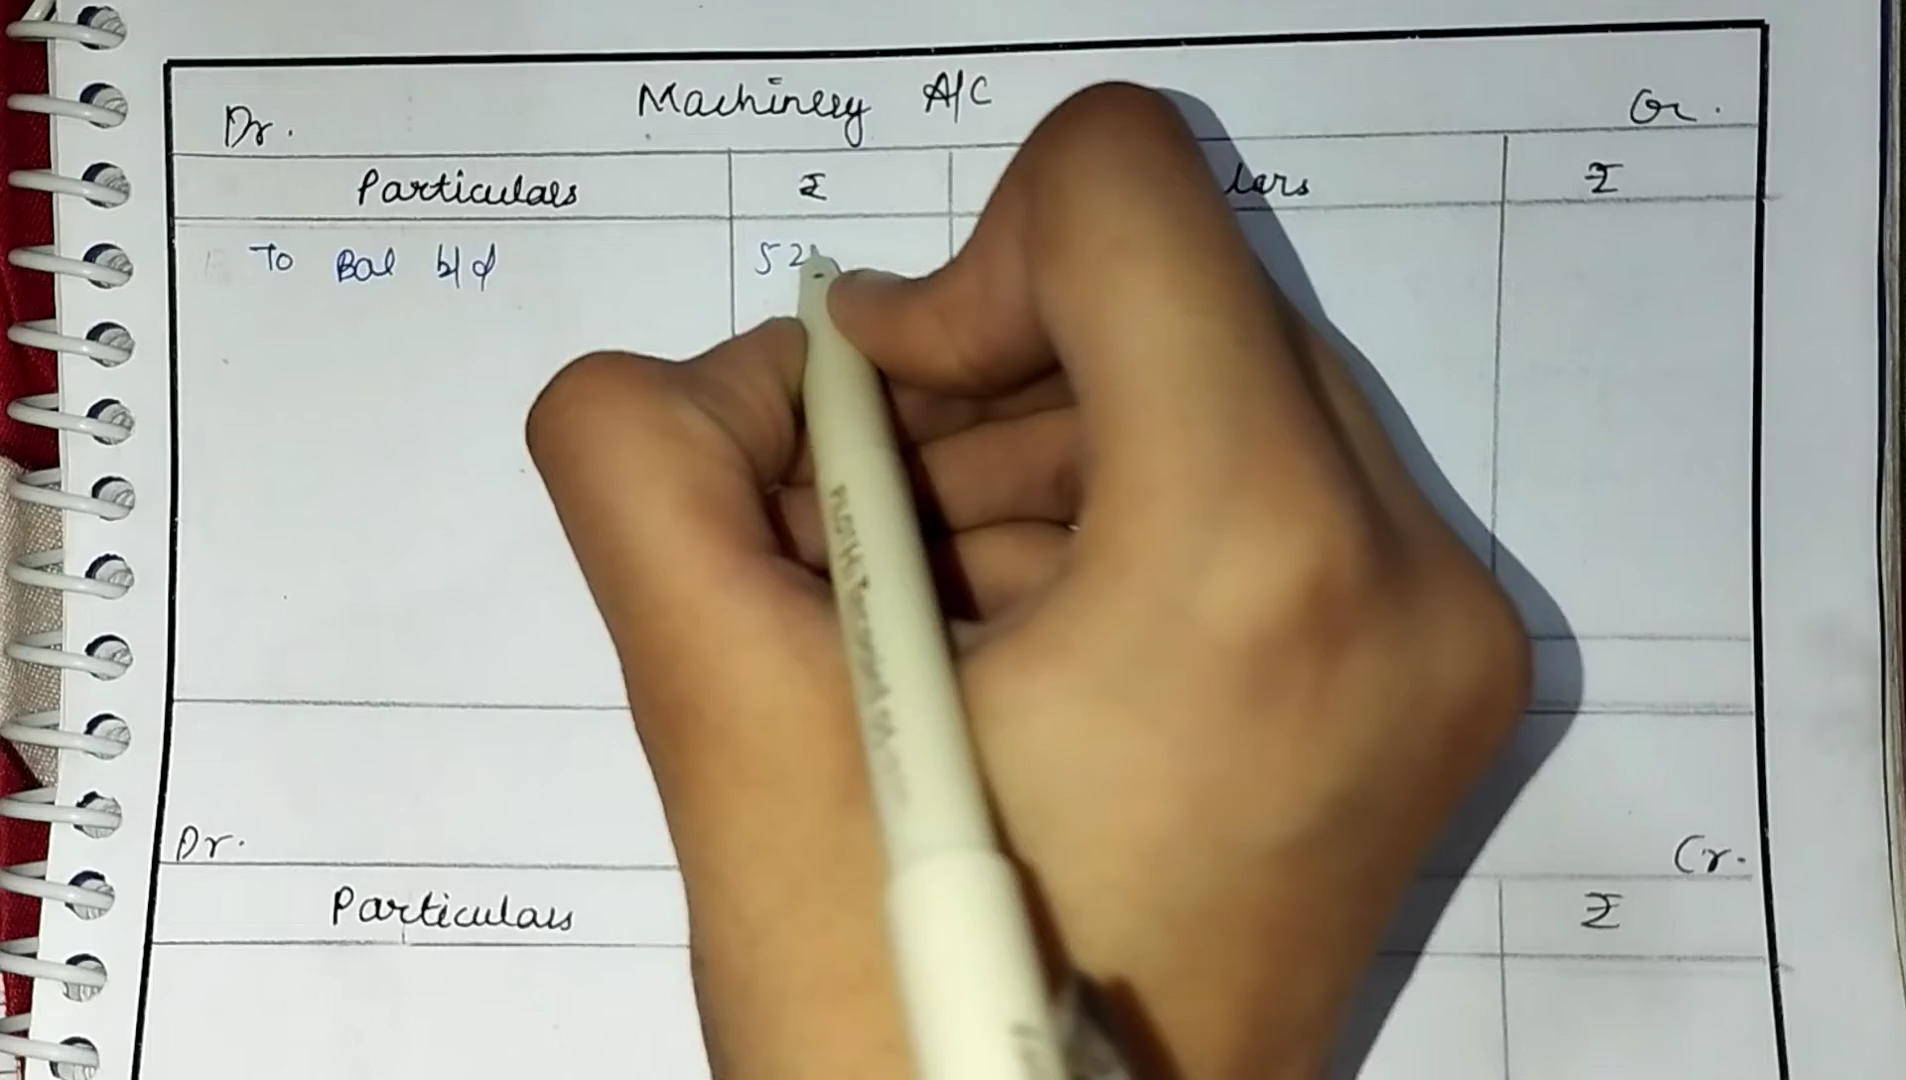 Machinery A/C
Dr. Cr.
Particulars ₹ lars ₹
To Bal b/d 52
Dr. Cr.
Particulars ₹